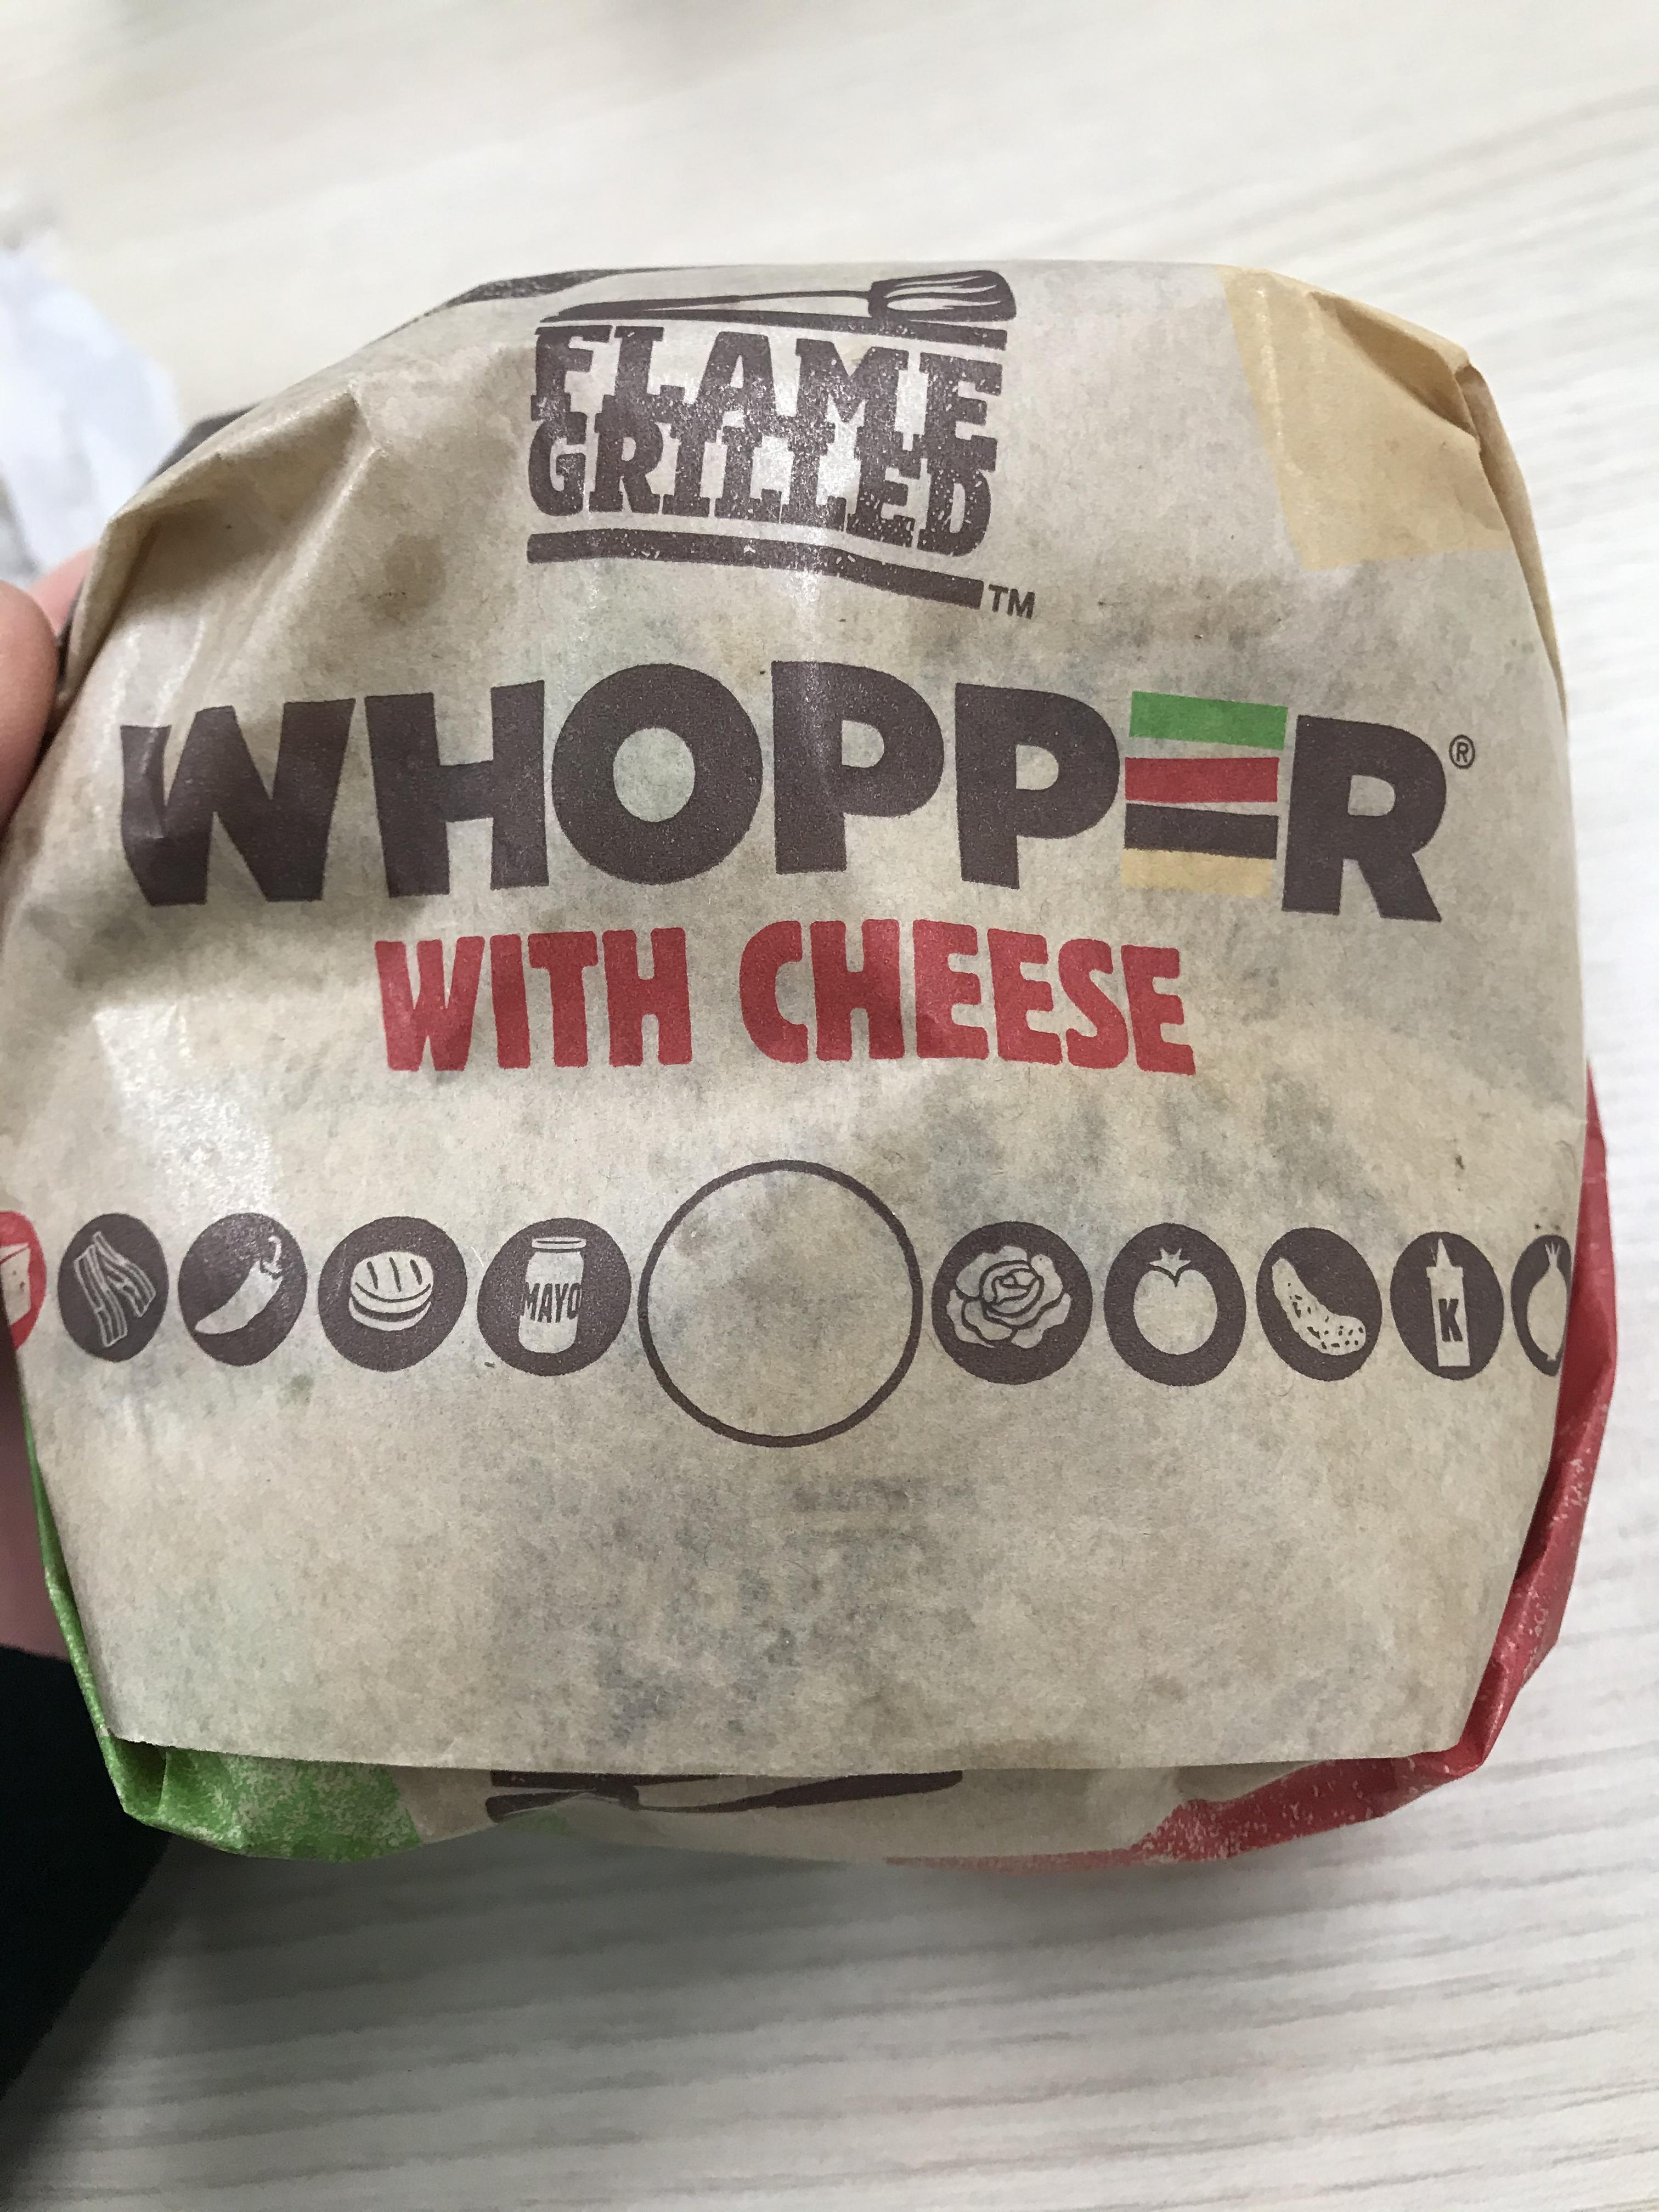 FLAME
GRILLED
TM
WHOPPER®
WITH CHEESE
MAYO
K